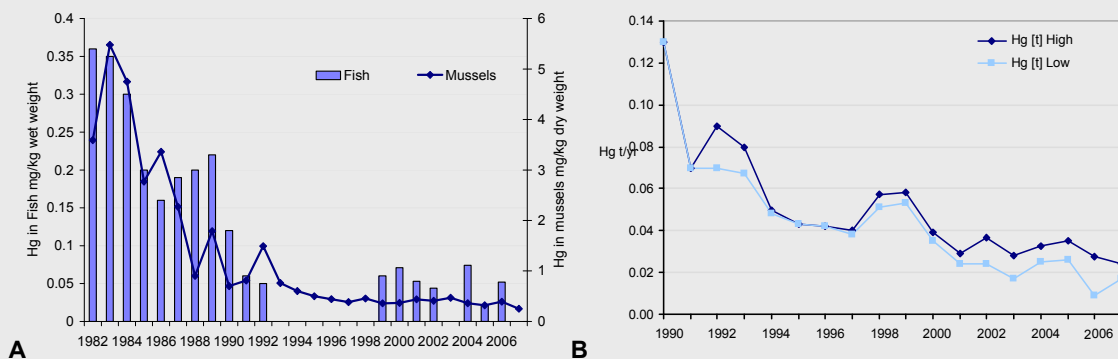 0.4
0.35
0.3
0.25
0.2
0.15
0.1
0.05
0
Hg in Fish mg/kg wet weight
Fish
Mussels
6
5
4
3
2
1
0
Hg in mussels mg/kg dry weight
1982 1984 1986 1988 1990 1992 1994 1996 1998 2000 2002 2004 2006
A
0.14
0.12
0.10
0.08
0.06
0.04
0.02
0.00
Hg t/yr
Hg [t] High
Hg [t] Low
1990 1992 1994 1996 1998 2000 2002 2004 2006
B